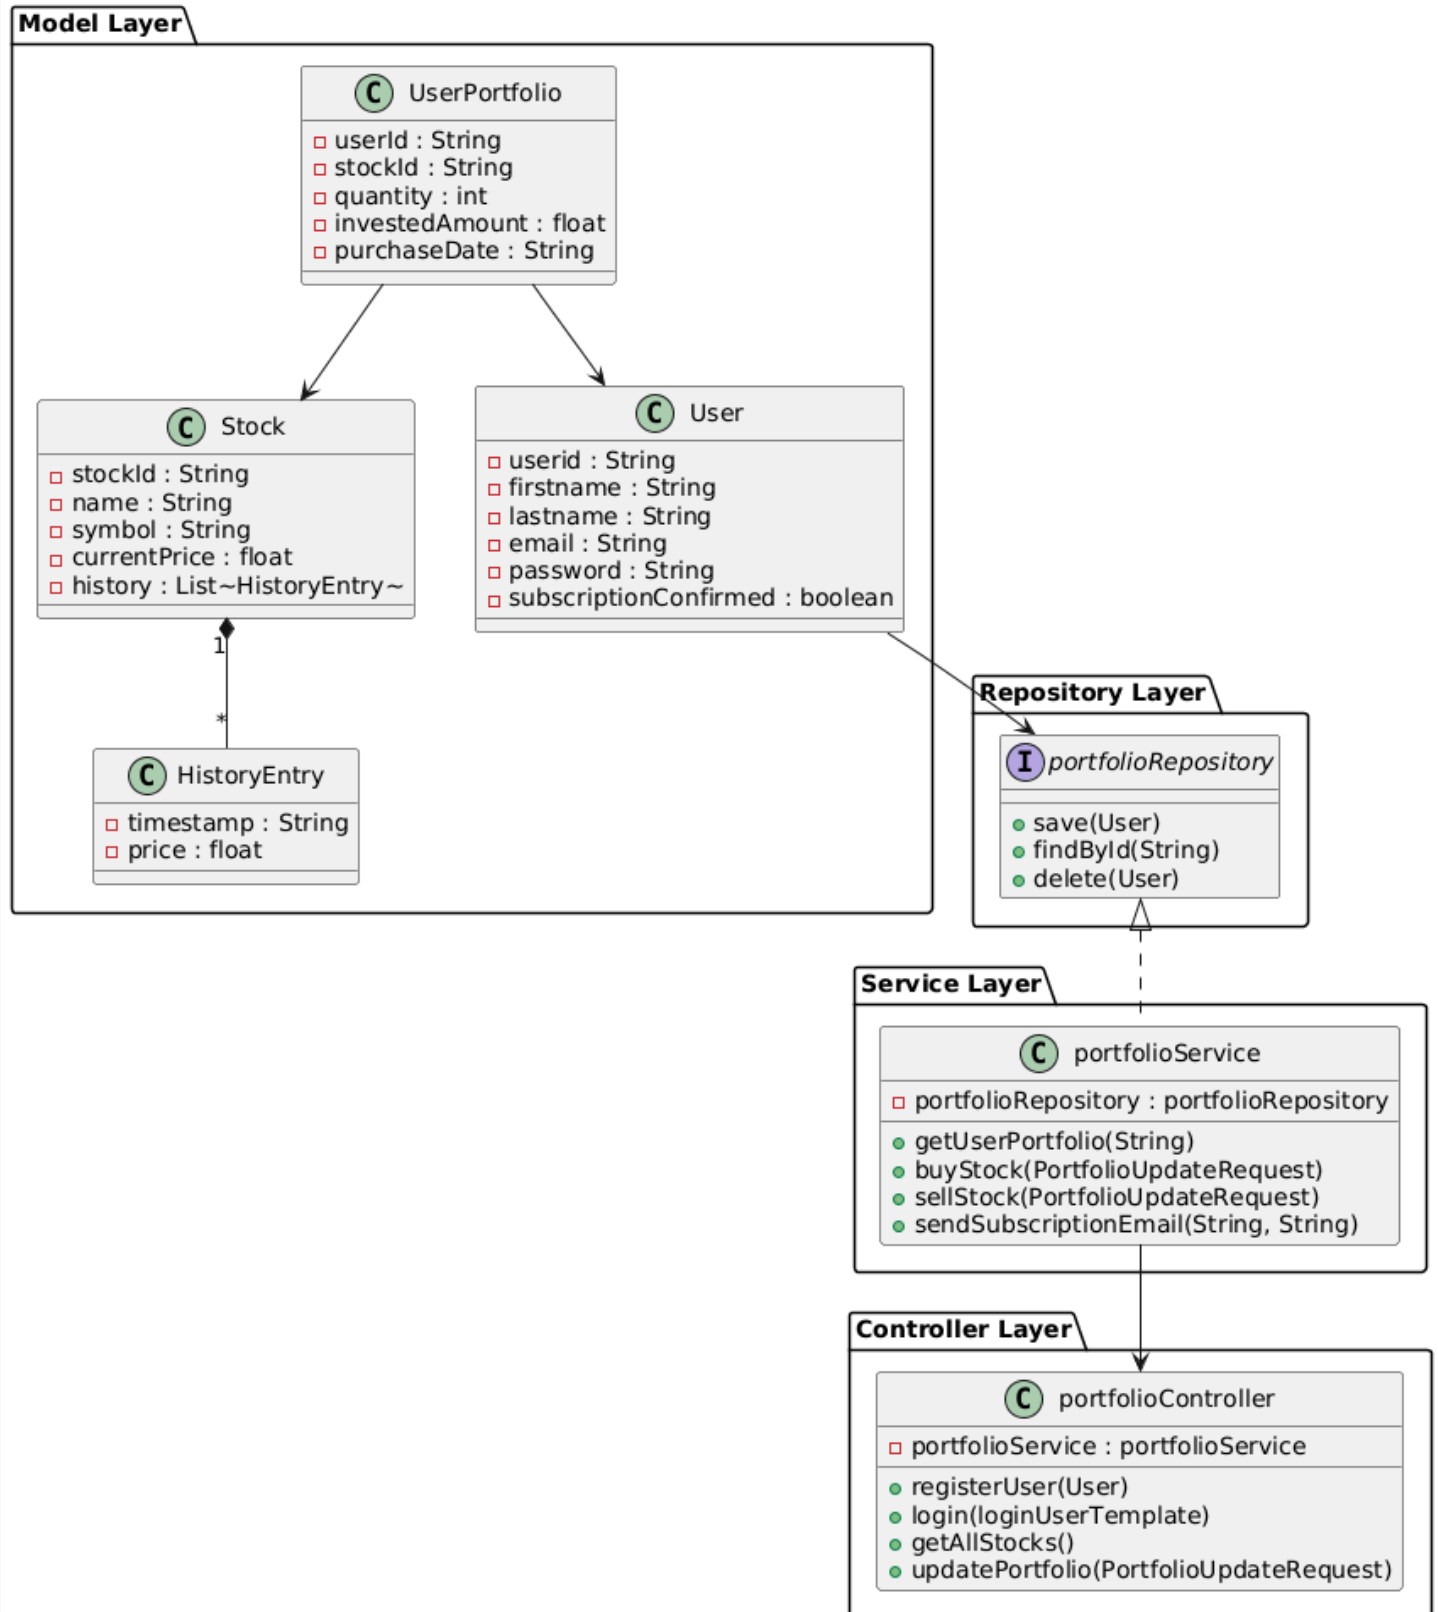 Model Layer
C UserPortfolio
userId : String
stockId : String
quantity : int
investedAmount : float
purchaseDate : String
C Stock
stockId : String
name : String
symbol : String
currentPrice : float
history : List~HistoryEntry~
C User
userid : String
firstname : String
lastname : String
email : String
password : String
subscriptionConfirmed : boolean
1
*
C HistoryEntry
timestamp : String
price : float
Repository Layer
I portfolioRepository
save(User)
findById(String)
delete(User)
Service Layer
C portfolioService
portfolioRepository : portfolioRepository
getUserPortfolio(String)
buyStock(PortfolioUpdateRequest)
sellStock(PortfolioUpdateRequest)
sendSubscriptionEmail(String, String)
Controller Layer
C portfolioController
portfolioService : portfolioService
registerUser(User)
login(loginUserTemplate)
getAllStocks()
updatePortfolio(PortfolioUpdateRequest)